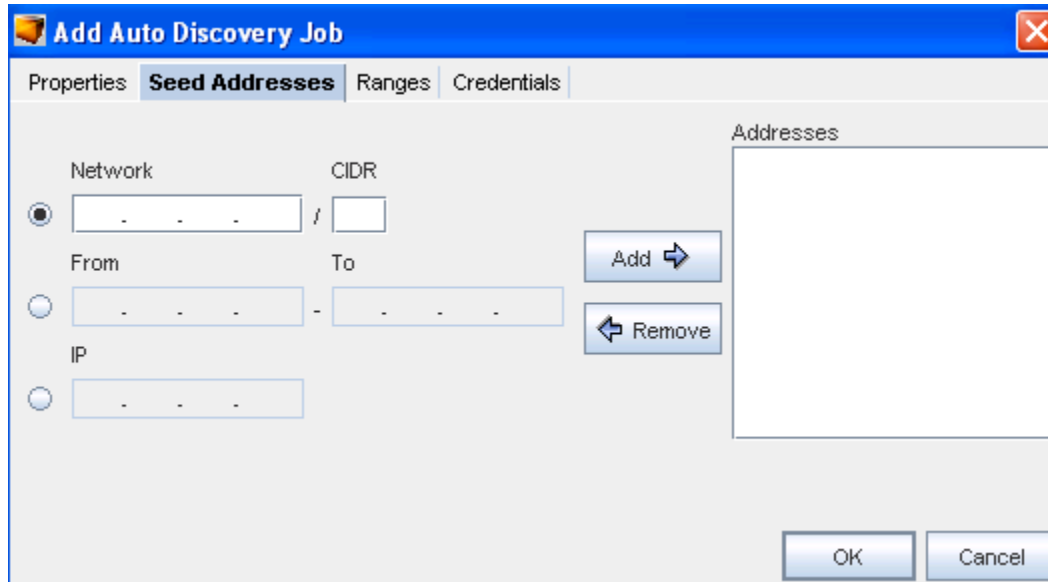 Add Auto Discovery Job
Properties Seed Addresses Ranges Credentials
Addresses
Network CIDR
. . . /
Add
From To
. . . - . . .
Remove
IP
. . .
OK Cancel